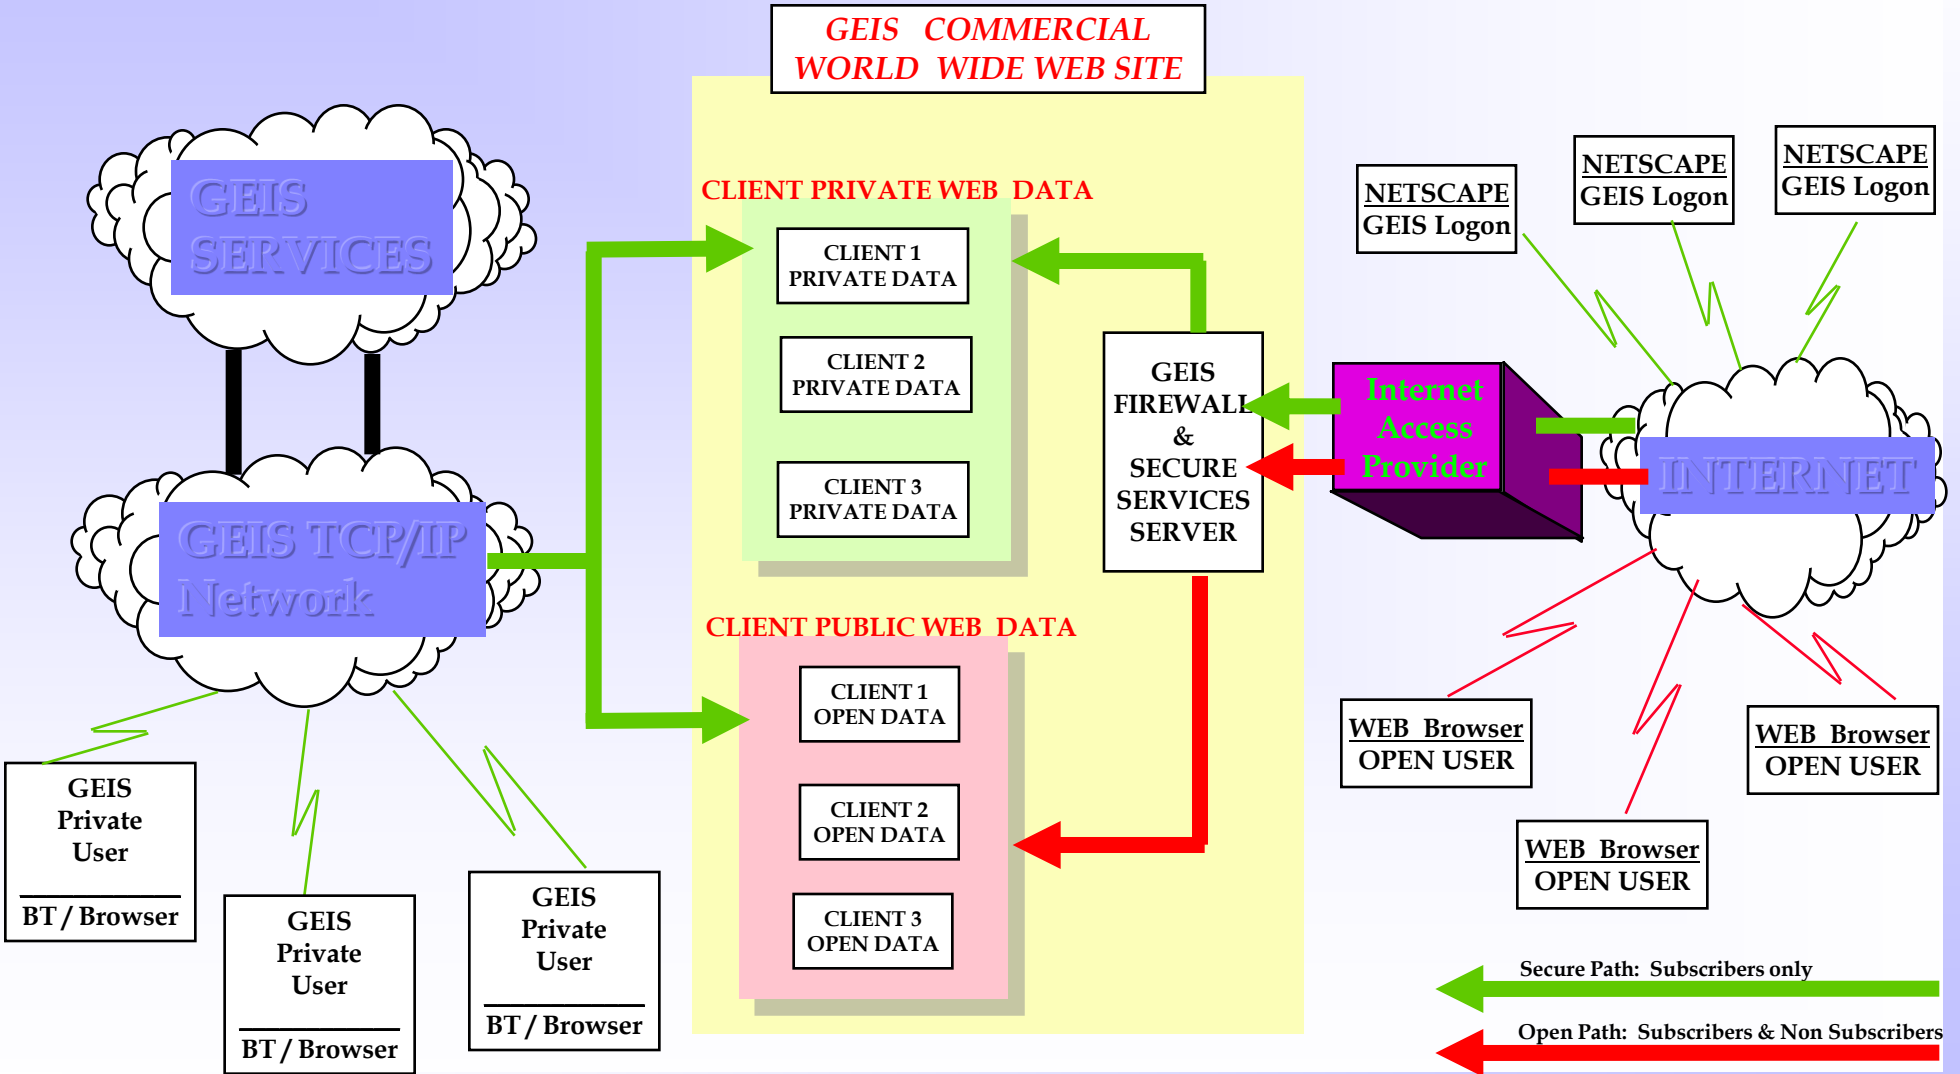 GEIS COMMERCIAL
WORLD WIDE WEB SITE
GEIS
SERVICES
GEIS TCP/IP
Network
GEIS
Private
User
BT / Browser
GEIS
Private
User
BT / Browser
GEIS
Private
User
BT / Browser
CLIENT PRIVATE WEB DATA
CLIENT 1
PRIVATE DATA
CLIENT 2
PRIVATE DATA
CLIENT 3
PRIVATE DATA
CLIENT PUBLIC WEB DATA
CLIENT 1
OPEN DATA
CLIENT 2
OPEN DATA
CLIENT 3
OPEN DATA
GEIS
FIREWALL
&
SECURE
SERVICES
SERVER
Internet
Access
Provider
NETSCAPE
GEIS Logon
NETSCAPE
GEIS Logon
NETSCAPE
GEIS Logon
INTERNET
WEB Browser
OPEN USER
WEB Browser
OPEN USER
WEB Browser
OPEN USER
Secure Path: Subscribers only
Open Path: Subscribers & Non Subscribers